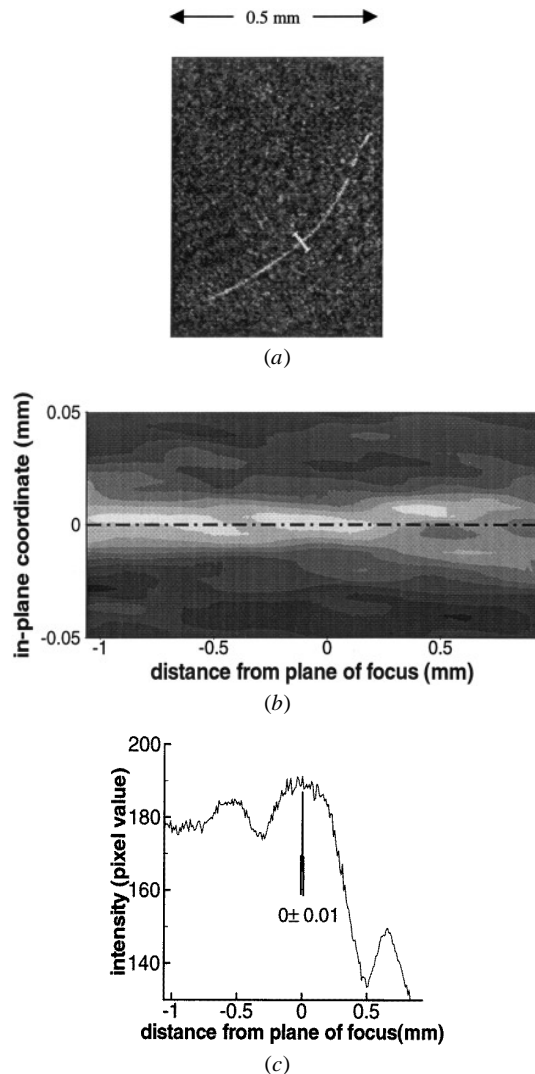 0.5 mm
(a)
in-plane coordinate (mm)
0.05
0
-0.05
-1 -0.5 0 0.5
distance from plane of focus (mm)
(b)
intensity (pixel value)
200
180
160
140
0± 0.01
-1 -0.5 0 0.5
distance from plane of focus(mm)
(c)